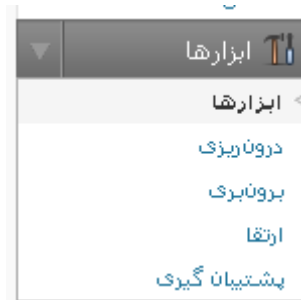 ابزارها
ابزارها
درون‌ریزی
برون‌بری
ارتقا
پشتیبان گیری